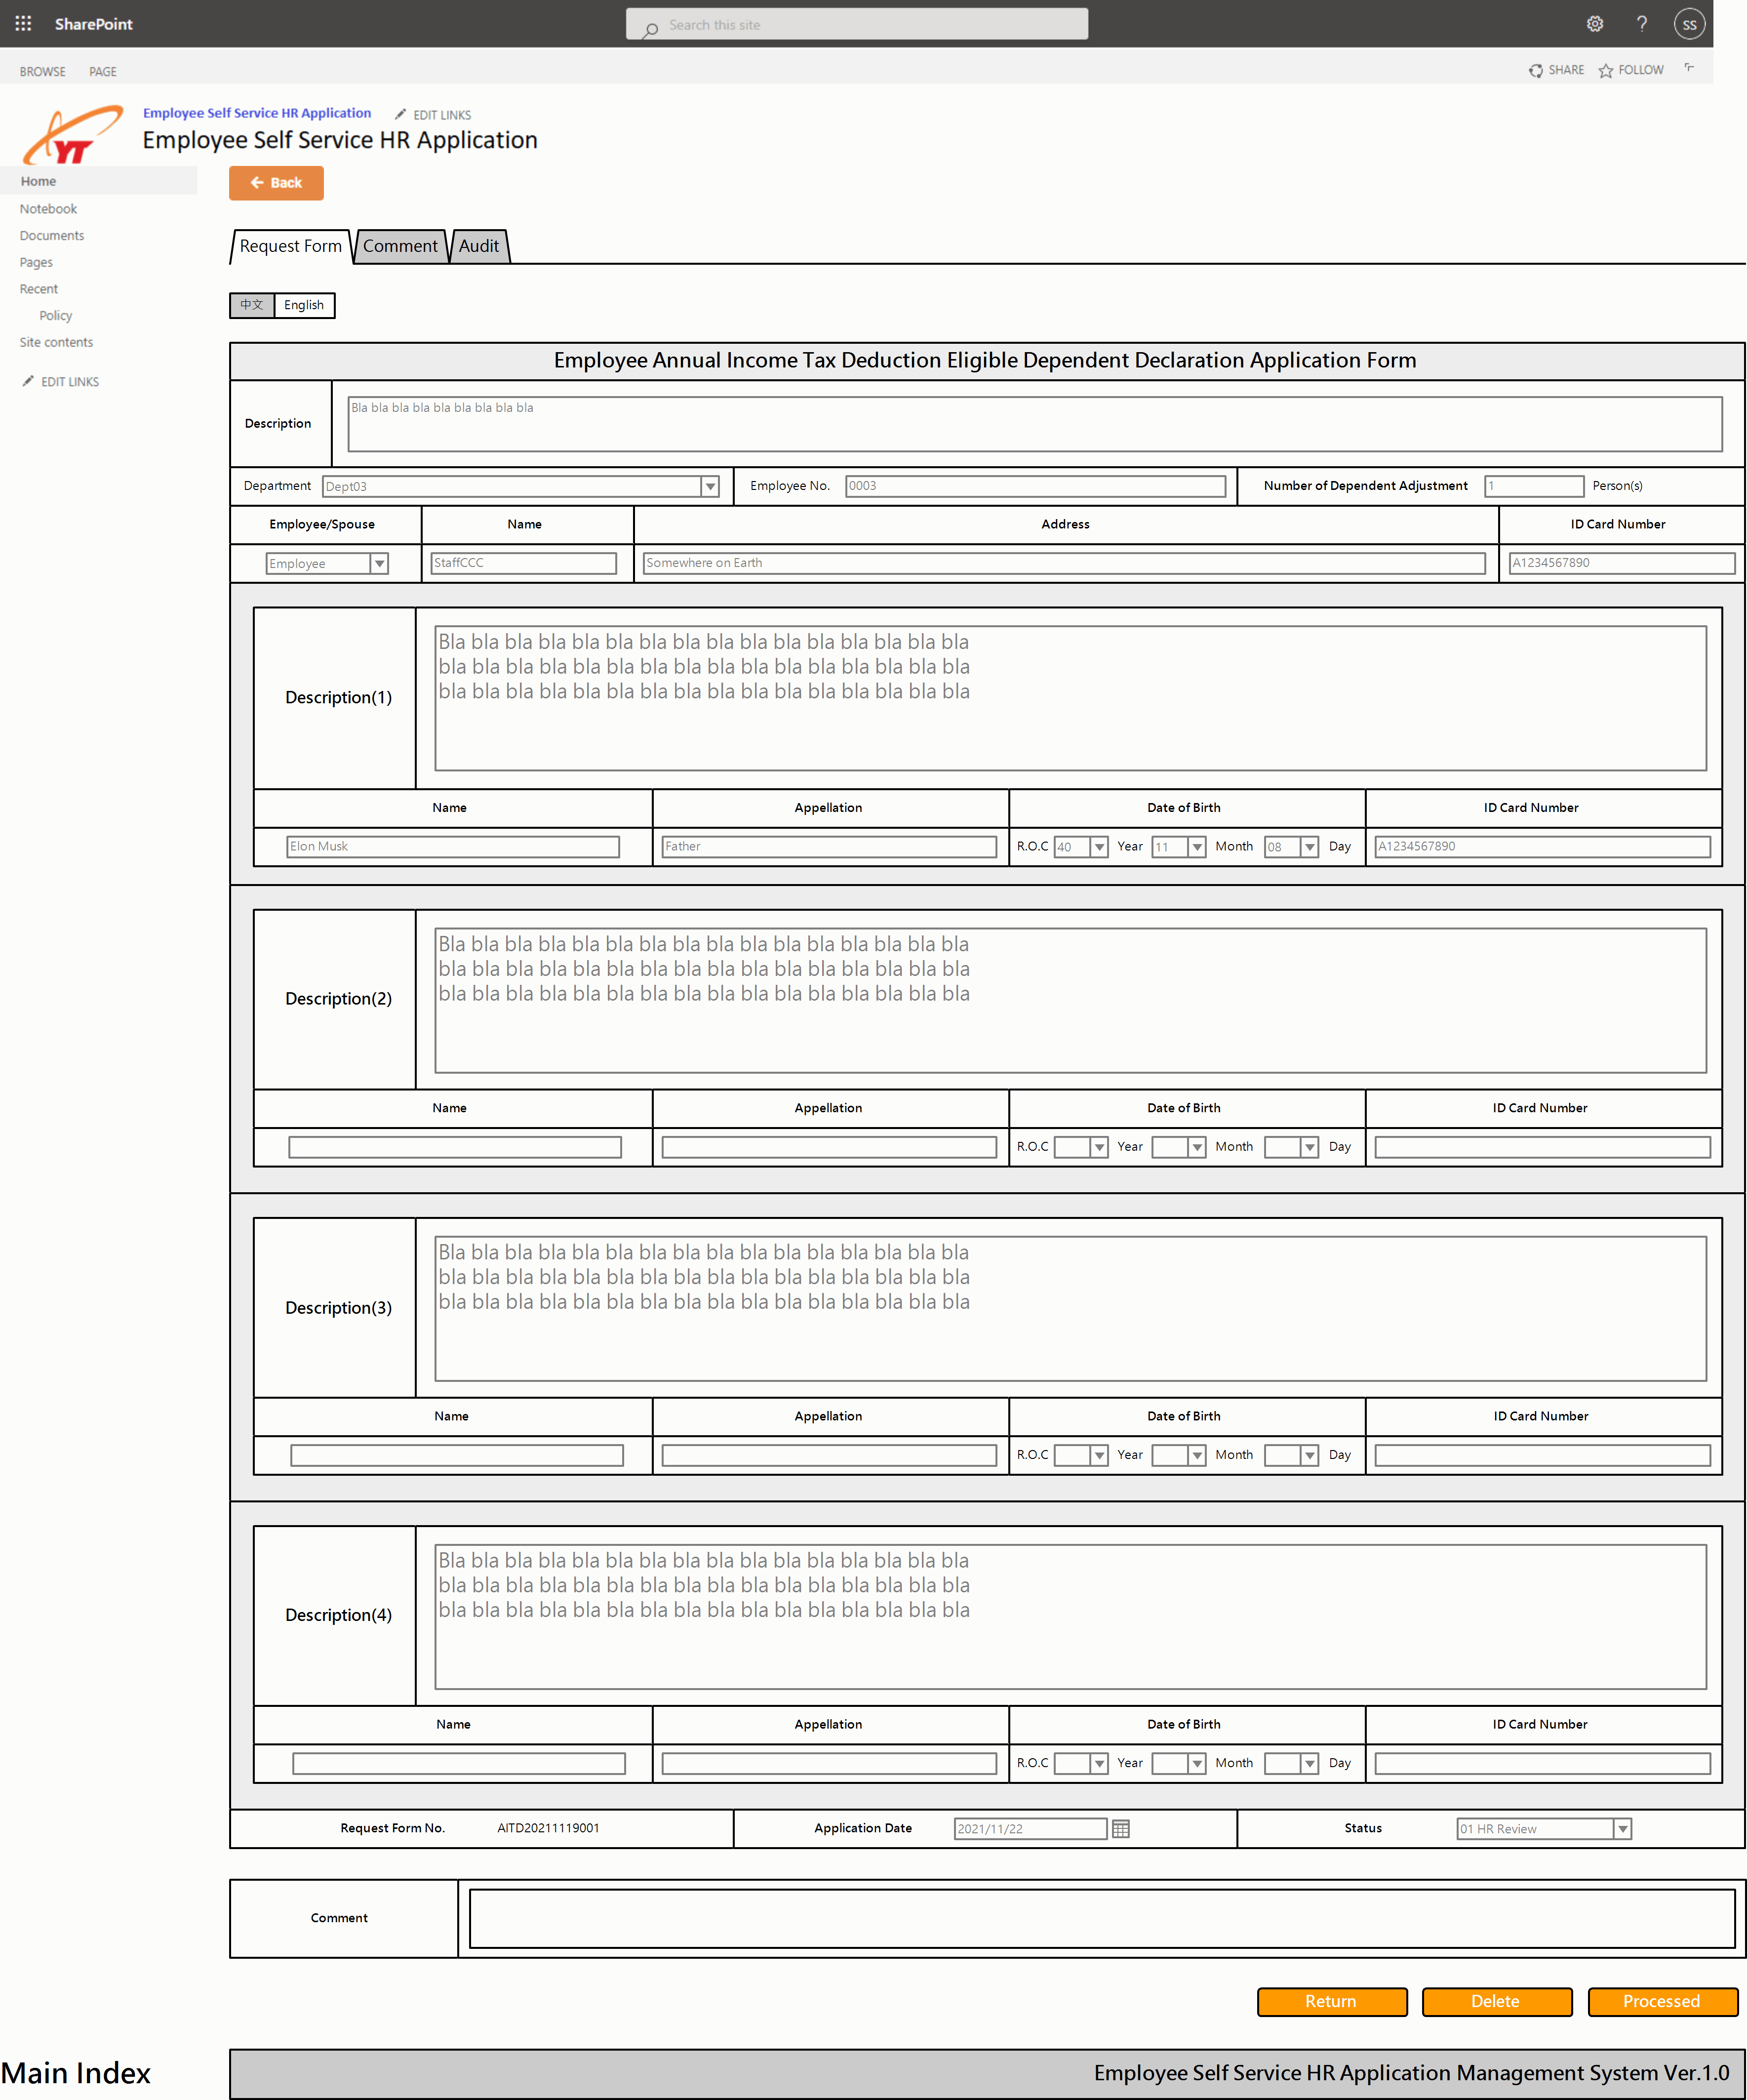 SharePoint
Search this site
?
SS
BROWSE PAGE
SHARE FOLLOW
YT
Employee Self Service HR Application EDIT LINKS
Employee Self Service HR Application
Home
Notebook
Documents
Pages
Recent
Policy
Site contents
EDIT LINKS
Back
Request Form Comment Audit
中文 English
Employee Annual Income Tax Deduction Eligible Dependent Declaration Application Form
Description Bla bla bla bla bla bla bla bla bla
Department Dept03 Employee No. 0003 Number of Dependent Adjustment 1 Person(s)
Employee/Spouse Name Address ID Card Number
Employee StaffCCC Somewhere on Earth A1234567890
Description(1)
Bla bla bla bla bla bla bla bla bla bla bla bla bla bla bla bla
bla bla bla bla bla bla bla bla bla bla bla bla bla bla bla bla
bla bla bla bla bla bla bla bla bla bla bla bla bla bla bla bla
Name Appellation Date of Birth ID Card Number
Elon Musk Father R.O.C 40 Year 11 Month 08 Day A1234567890
Description(2)
Bla bla bla bla bla bla bla bla bla bla bla bla bla bla bla bla
bla bla bla bla bla bla bla bla bla bla bla bla bla bla bla bla
bla bla bla bla bla bla bla bla bla bla bla bla bla bla bla bla
Name Appellation Date of Birth ID Card Number
R.O.C Year Month Day
Description(3)
Bla bla bla bla bla bla bla bla bla bla bla bla bla bla bla bla
bla bla bla bla bla bla bla bla bla bla bla bla bla bla bla bla
bla bla bla bla bla bla bla bla bla bla bla bla bla bla bla bla
Name Appellation Date of Birth ID Card Number
R.O.C Year Month Day
Description(4)
Bla bla bla bla bla bla bla bla bla bla bla bla bla bla bla bla
bla bla bla bla bla bla bla bla bla bla bla bla bla bla bla bla
bla bla bla bla bla bla bla bla bla bla bla bla bla bla bla bla
Name Appellation Date of Birth ID Card Number
R.O.C Year Month Day
Request Form No. AITD20211119001 Application Date 2021/11/22 Status 01 HR Review
Comment
Return Delete Processed
Main Index
Employee Self Service HR Application Management System Ver.1.0